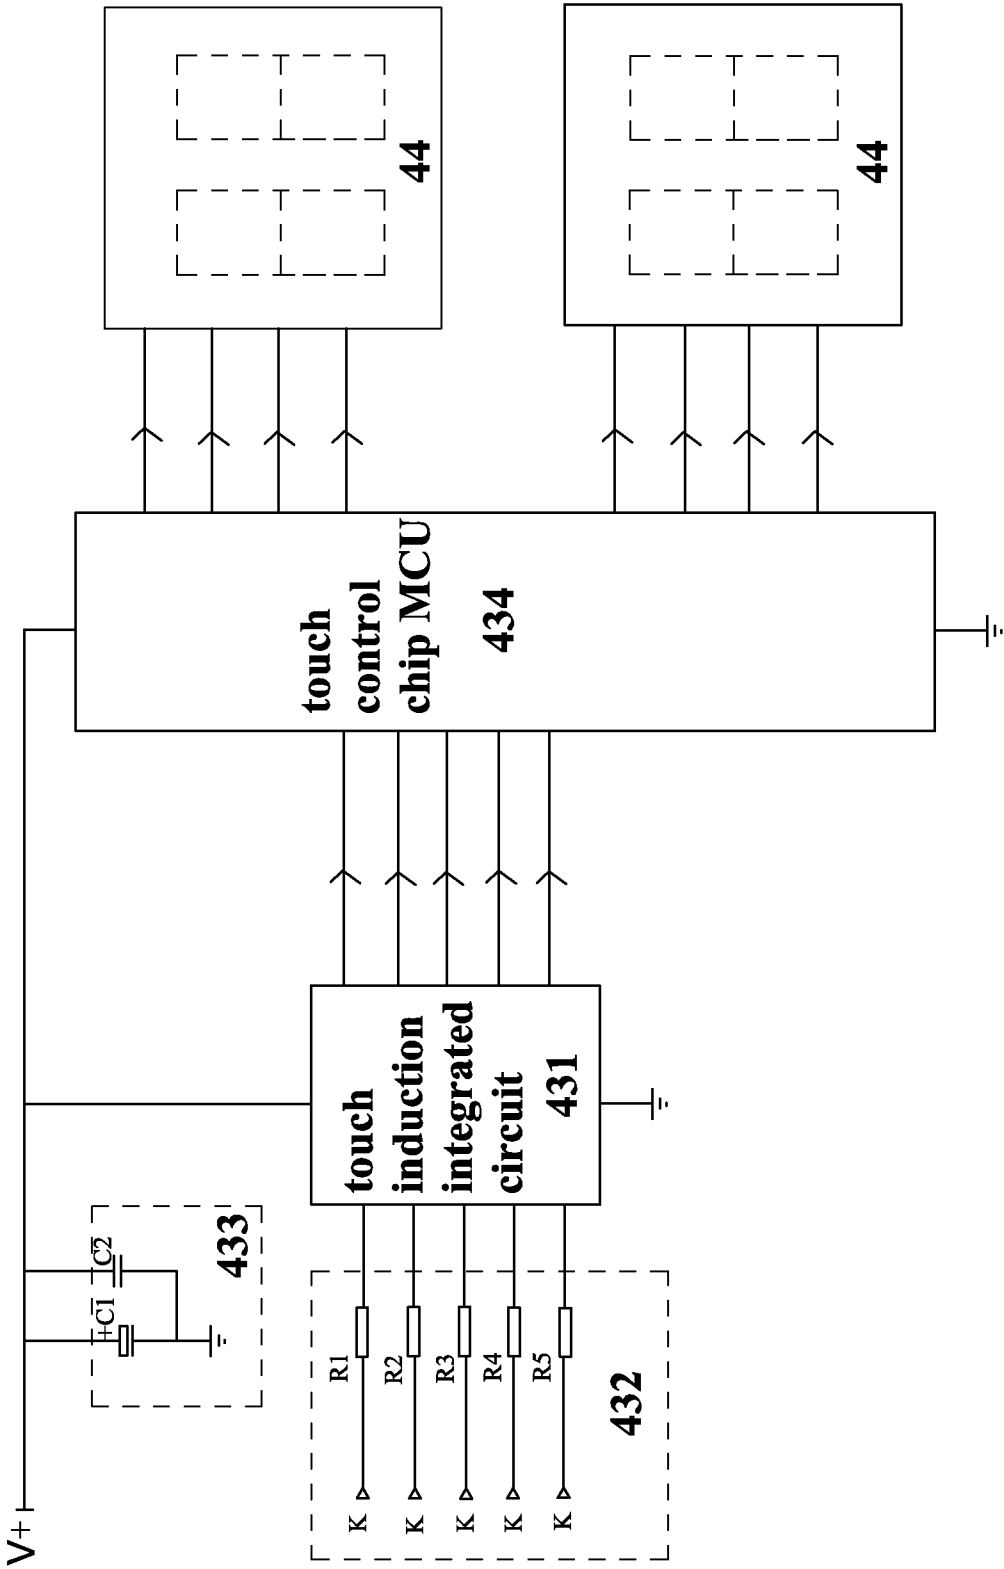 V+
+C1
C2
433
K
R1
K
R2
K
R3
K
R4
K
R5
432
touch
induction
integrated
circuit
431
touch
control
chip MCU
434
44
44